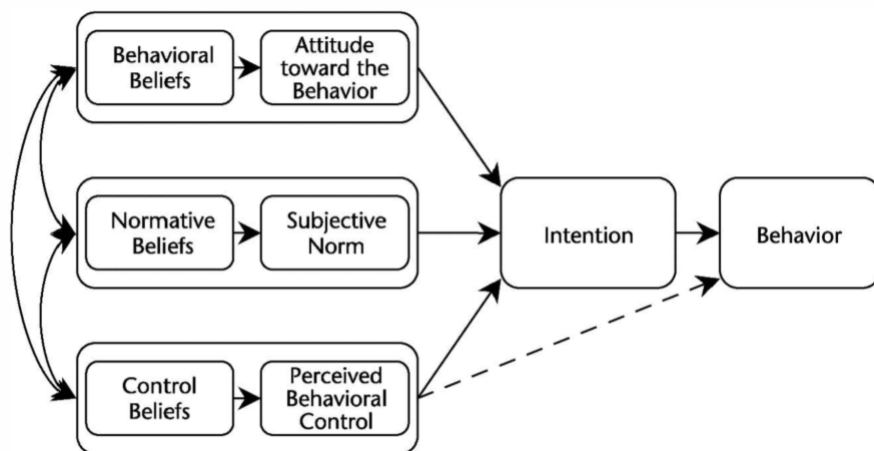 Behavioral
Beliefs
Attitude
toward the
Behavior
Normative
Beliefs
Subjective
Norm
Intention
Behavior
Control
Beliefs
Perceived
Behavioral
Control